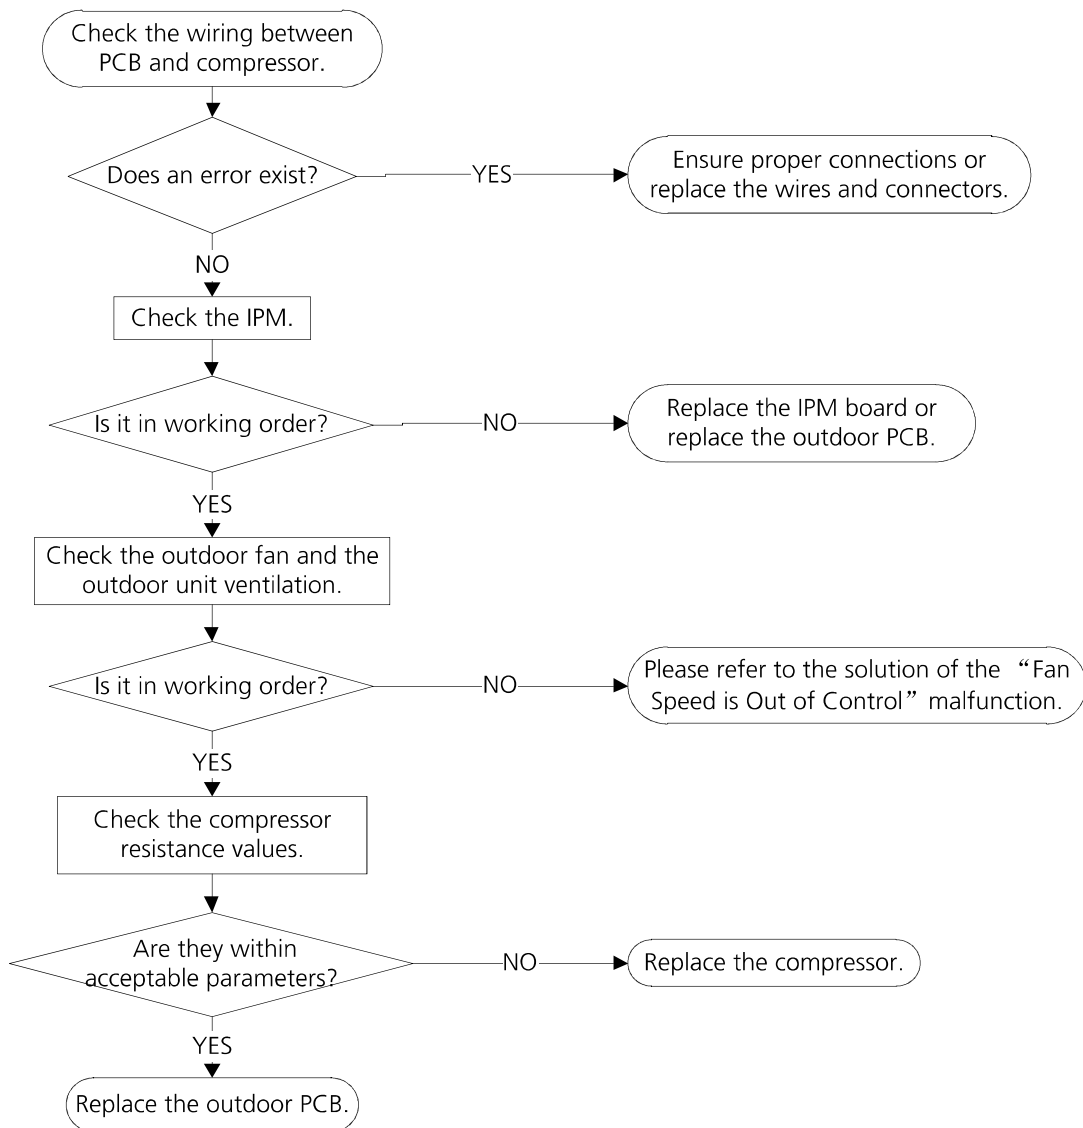 Check the wiring between
PCB and compressor.
Does an error exist?
YES
Ensure proper connections or
replace the wires and connectors.
NO
Check the IPM.
Is it in working order?
NO
Replace the IPM board or
replace the outdoor PCB.
YES
Check the outdoor fan and the
outdoor unit ventilation.
Is it in working order?
NO
Please refer to the solution of the “Fan
Speed is Out of Control” malfunction.
YES
Check the compressor
resistance values.
Are they within
acceptable parameters?
NO
Replace the compressor.
YES
Replace the outdoor PCB.